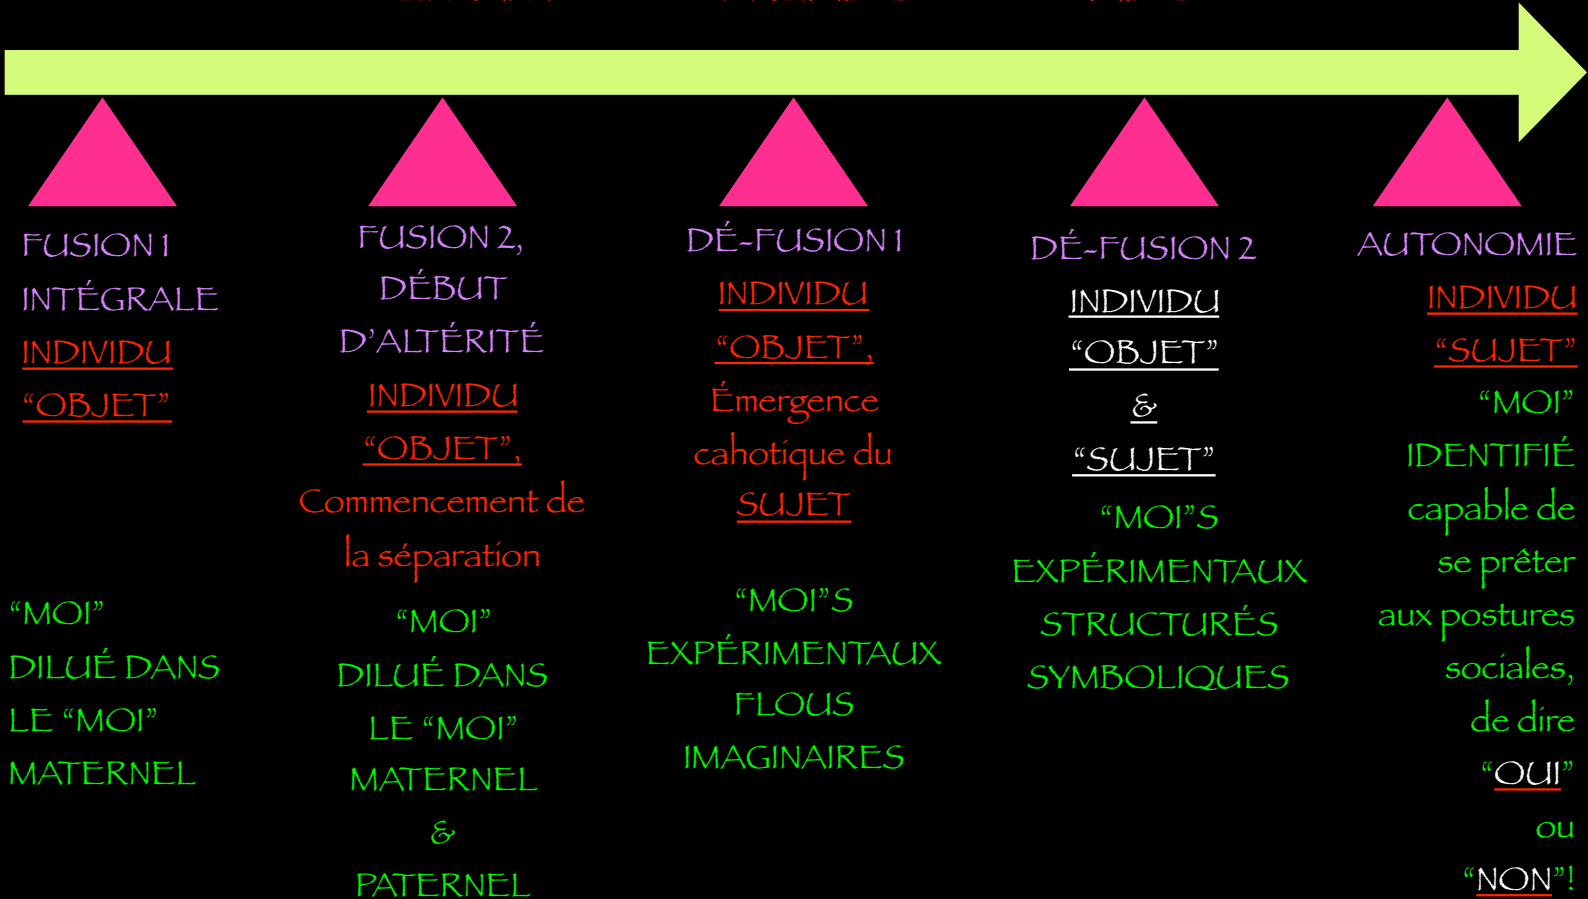 FUSION 1
INTÉGRALE
INDIVIDU
“OBJET”
“MOI”
DILUÉ DANS
LE “MOI”
MATERNEL
FUSION 2,
DÉBUT
D’ALTÉRITÉ
INDIVIDU
“OBJET”,
Commencement de
la séparation
“MOI”
DILUÉ DANS
LE “MOI”
MATERNEL
&
PATERNEL
DÉ-FUSION 1
INDIVIDU
“OBJET”,
Émergence
cahotique du
SUJET
“MOI”S
EXPÉRIMENTAUX
FLOUS
IMAGINAIRES
DÉ-FUSION 2
INDIVIDU
“OBJET”
&
“SUJET”
“MOI”S
EXPÉRIMENTAUX
STRUCTURÉS
SYMBOLIQUES
AUTONOMIE
INDIVIDU
“SUJET”
“MOI”
IDENTIFIÉ
capable de
se prêter
aux postures
sociales,
de dire
“OUI”
ou
“NON”!